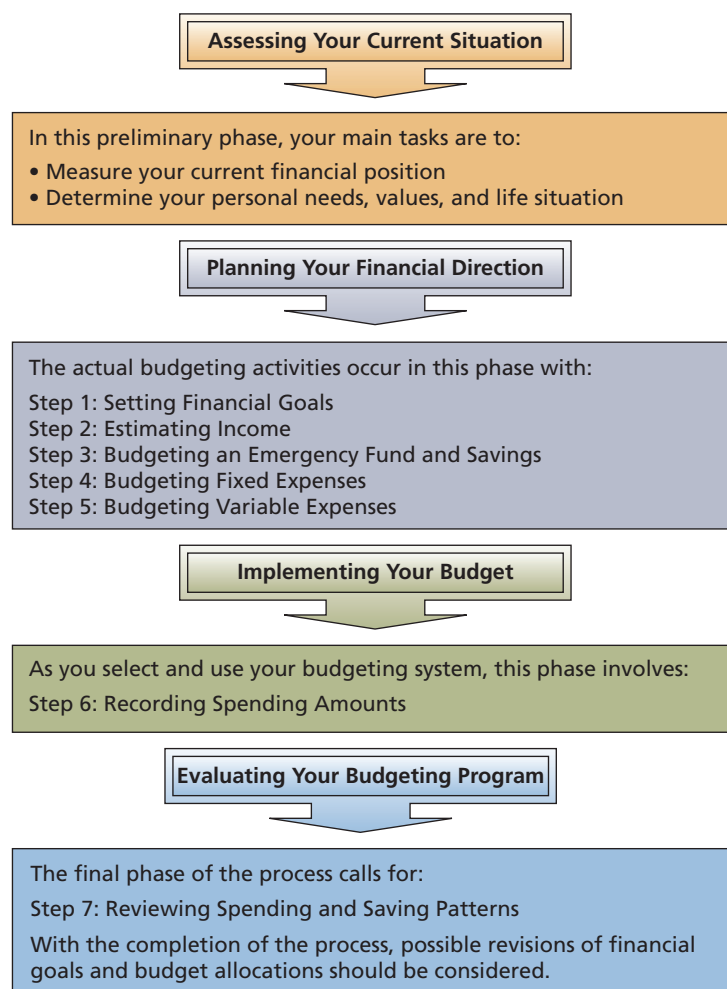 Assessing Your Current Situation
In this preliminary phase, your main tasks are to:
• Measure your current financial position
• Determine your personal needs, values, and life situation
Planning Your Financial Direction
The actual budgeting activities occur in this phase with:
Step 1: Setting Financial Goals
Step 2: Estimating Income
Step 3: Budgeting an Emergency Fund and Savings
Step 4: Budgeting Fixed Expenses
Step 5: Budgeting Variable Expenses
Implementing Your Budget
As you select and use your budgeting system, this phase involves:
Step 6: Recording Spending Amounts
Evaluating Your Budgeting Program
The final phase of the process calls for:
Step 7: Reviewing Spending and Saving Patterns
With the completion of the process, possible revisions of financial
goals and budget allocations should be considered.